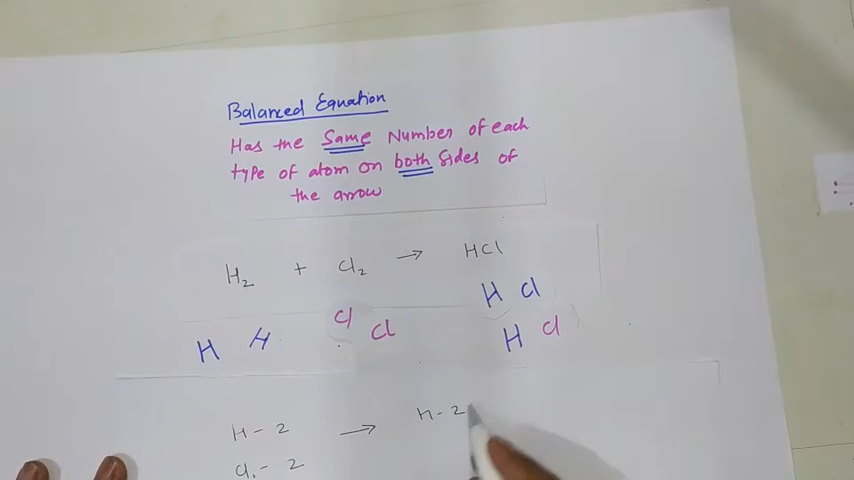 Balanced Equation
Has the Same Number of each
type of atom on both sides of
the arrow
H₂ + Cl₂ → HCl
H Cl
H H Cl Cl H Cl
H - 2 → H - 2
Cl - 2